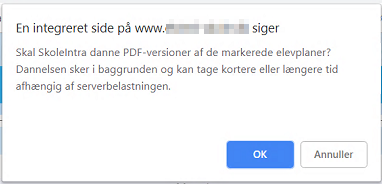 En integreret side på www. siger
Skal SkoleIntra danne PDF-versioner af de markerede elevplaner?
Dannelsen sker i baggrunden og kan tage kortere eller længere tid
afhængig af serverbelastningen.
OK
Annuller